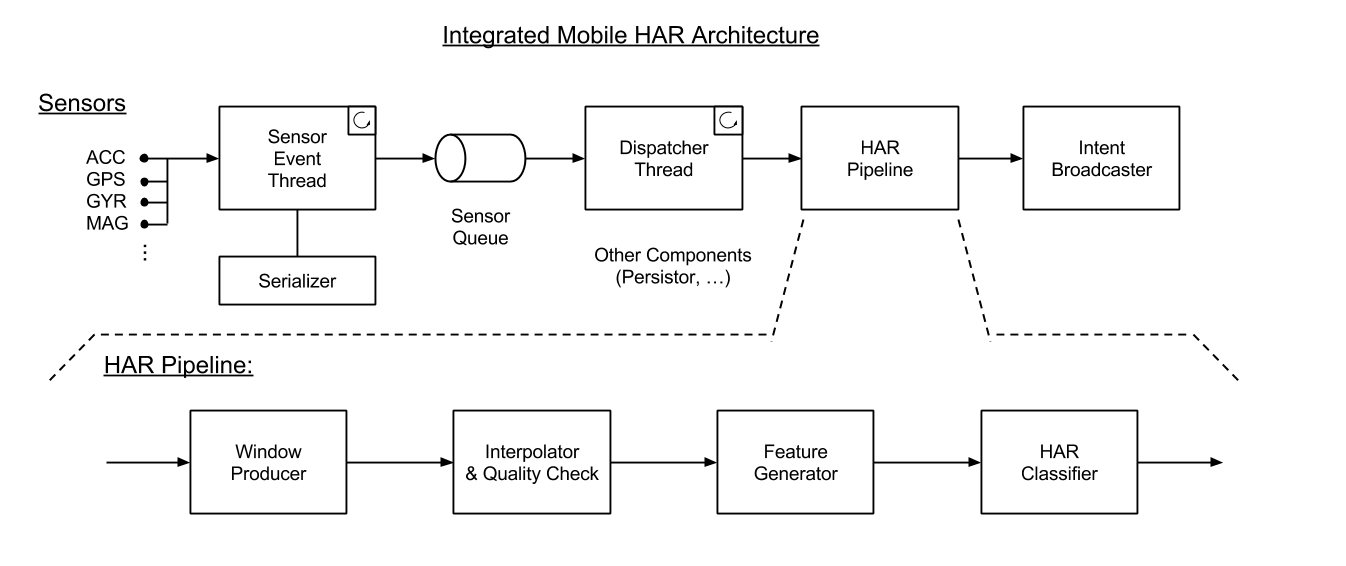 Integrated Mobile HAR Architecture
Sensors
ACC
GPS
GYR
MAG
⋮
Sensor
Event
Thread
Serializer
Sensor
Queue
Dispatcher
Thread
Other Components
(Persistor, …)
HAR
Pipeline
Intent
Broadcaster
HAR Pipeline:
Window
Producer
Interpolator
& Quality Check
Feature
Generator
HAR
Classifier